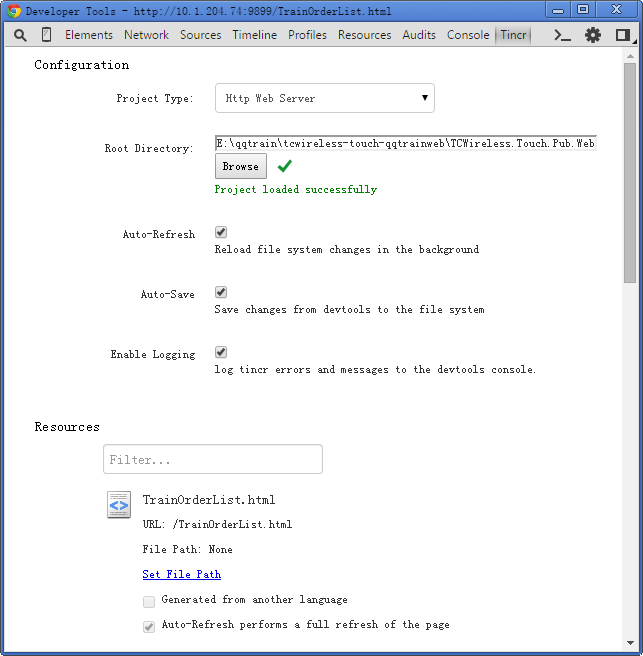 Developer Tools - http://10.1.204.74:9899/TrainOrderList.html
Elements Network Sources Timeline Profiles Resources Audits Console Tincr
Configuration
Project Type: Http Web Server
Root Directory: E:\qqtrain\tcwireless-touch-qqtrainweb\TCWireless.Touch.Pub.Web
Browse
Project loaded successfully
Auto-Refresh
Reload file system changes in the background
Auto-Save
Save changes from devtools to the file system
Enable Logging
log tincr errors and messages to the devtools console.
Resources
Filter...
TrainOrderList.html
URL: /TrainOrderList.html
File Path: None
Set File Path
Generated from another language
Auto-Refresh performs a full refresh of the page